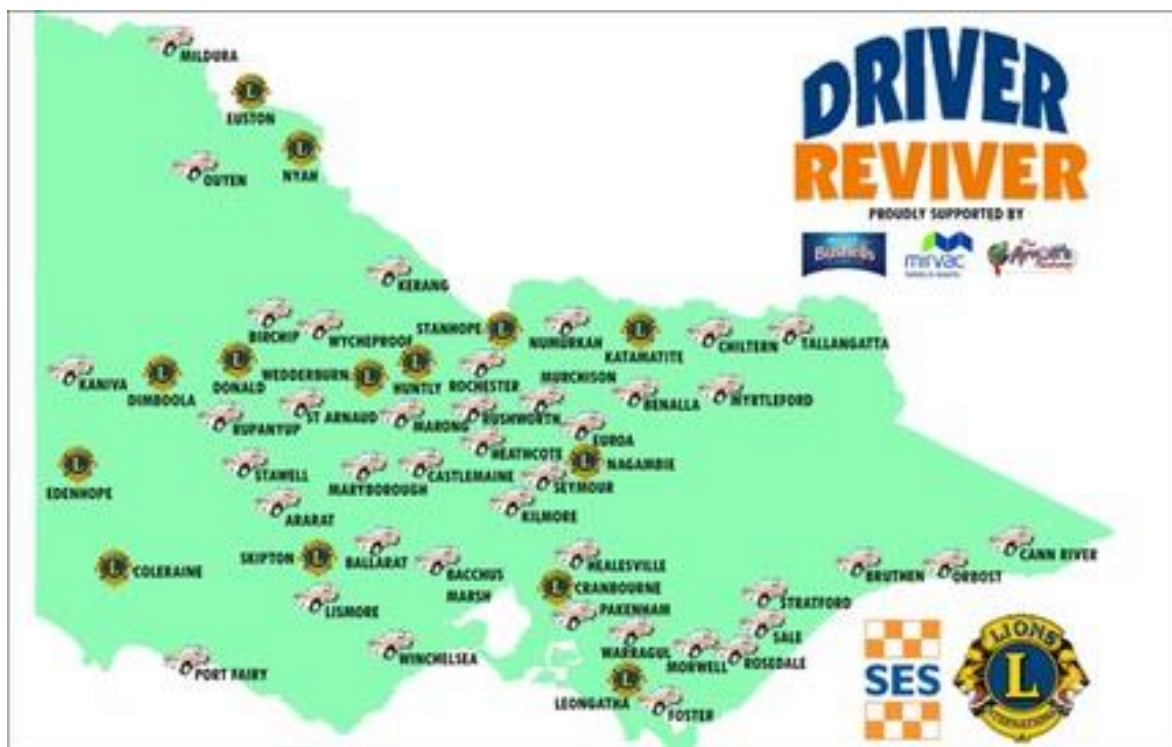 MILDURA
DRIVER
REVIVER
PROUDLY SUPPORTED BY
Bushells
mirvac
EUSTON
NYAH
OUYEN
KERANG
BIRCHIP
WYCHEPROOF
STANHOPE
NUMURKAH
KATAMATITE
CHILTERN
TALLANGATTA
KANIVA
DIMBOOLA
DONALD
WEDDERBURN
HUNTLY
ROCHESTER
MURCHISON
BENALLA
MYRTLEFORD
RUPANYUP
ST ARNAUD
MARONG
RUSHWORTH
EUROA
HEATHCOTE
NAGAMBIE
EDENHOPE
STAWELL
MARYBOROUGH
CASTLEMAINE
SEYMOUR
ARARAT
KILMORE
COLERAINE
SKIPTON
BALLARAT
BACCHUS
MARSH
HEALESVILLE
CRANBOURNE
PAKENHAM
CANN RIVER
BRUTHEN
ORBOST
LISMORE
STRATFORD
SALE
WARRAGUL
MORWELL
ROSEDALE
PORT FAIRY
WINCHELSEA
LEONGATHA
FOSTER
SES
LIONS
L
INTERNATIONAL